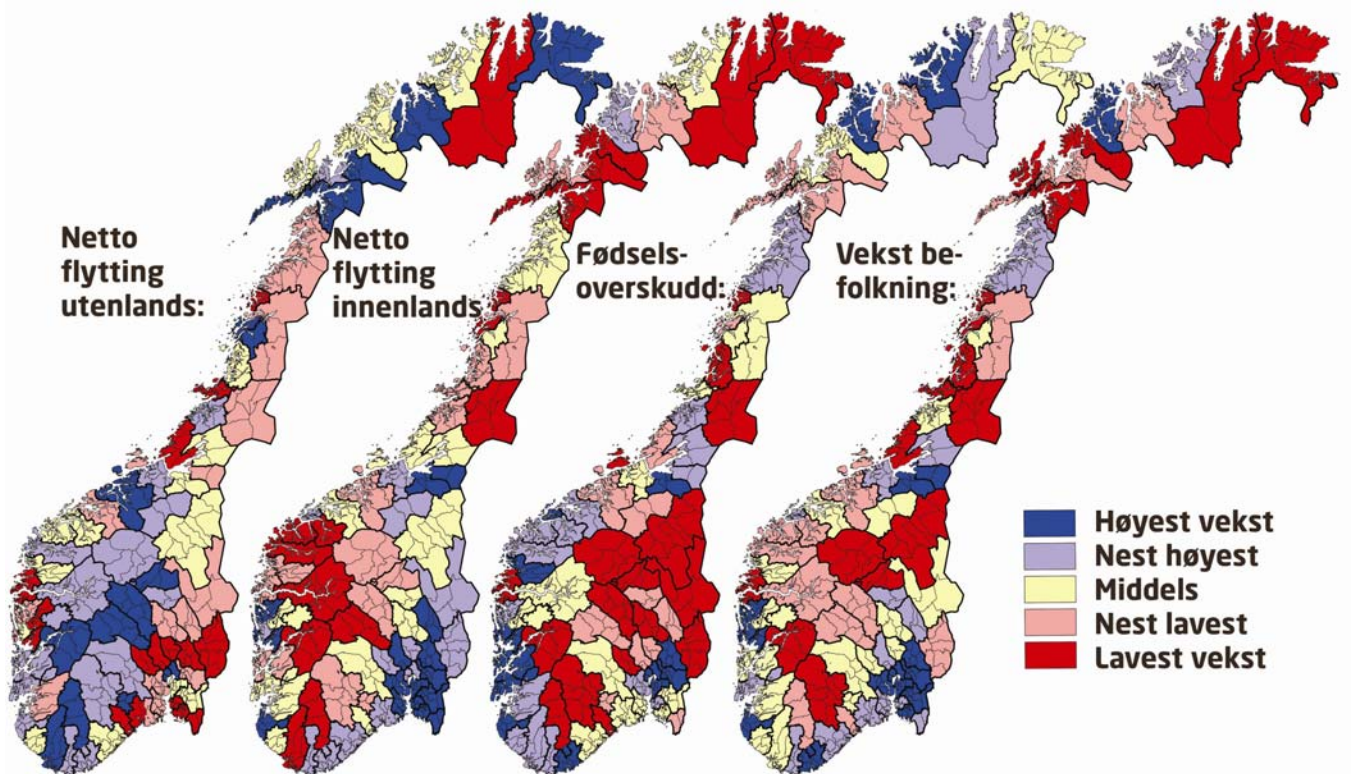 Netto
flytting
utenlands:
Netto
flytting
innenlands
Fødsels-
overskudd:
Vekst be-
folkning:
Høyest vekst
Nest høyest
Middels
Nest lavest
Lavest vekst